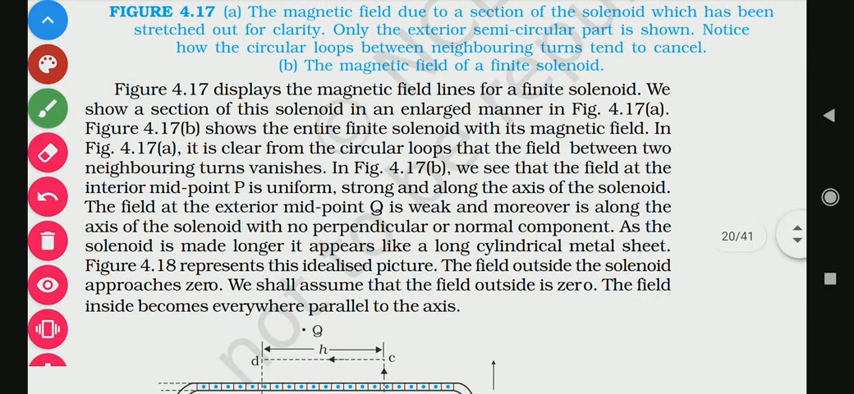 FIGURE 4.17 (a) The magnetic field due to a section of the solenoid which has been
stretched out for clarity. Only the exterior semi-circular part is shown. Notice
how the circular loops between neighbouring turns tend to cancel.
(b) The magnetic field of a finite solenoid.
Figure 4.17 displays the magnetic field lines for a finite solenoid. We
show a section of this solenoid in an enlarged manner in Fig. 4.17(a).
Figure 4.17(b) shows the entire finite solenoid with its magnetic field. In
Fig. 4.17(a), it is clear from the circular loops that the field between two
neighbouring turns vanishes. In Fig. 4.17(b), we see that the field at the
interior mid-point P is uniform, strong and along the axis of the solenoid.
The field at the exterior mid-point Q is weak and moreover is along the
axis of the solenoid with no perpendicular or normal component. As the
solenoid is made longer it appears like a long cylindrical metal sheet.
Figure 4.18 represents this idealised picture. The field outside the solenoid
approaches zero. We shall assume that the field outside is zero. The field
inside becomes everywhere parallel to the axis.
20/41
Q
h
d
c
not to be